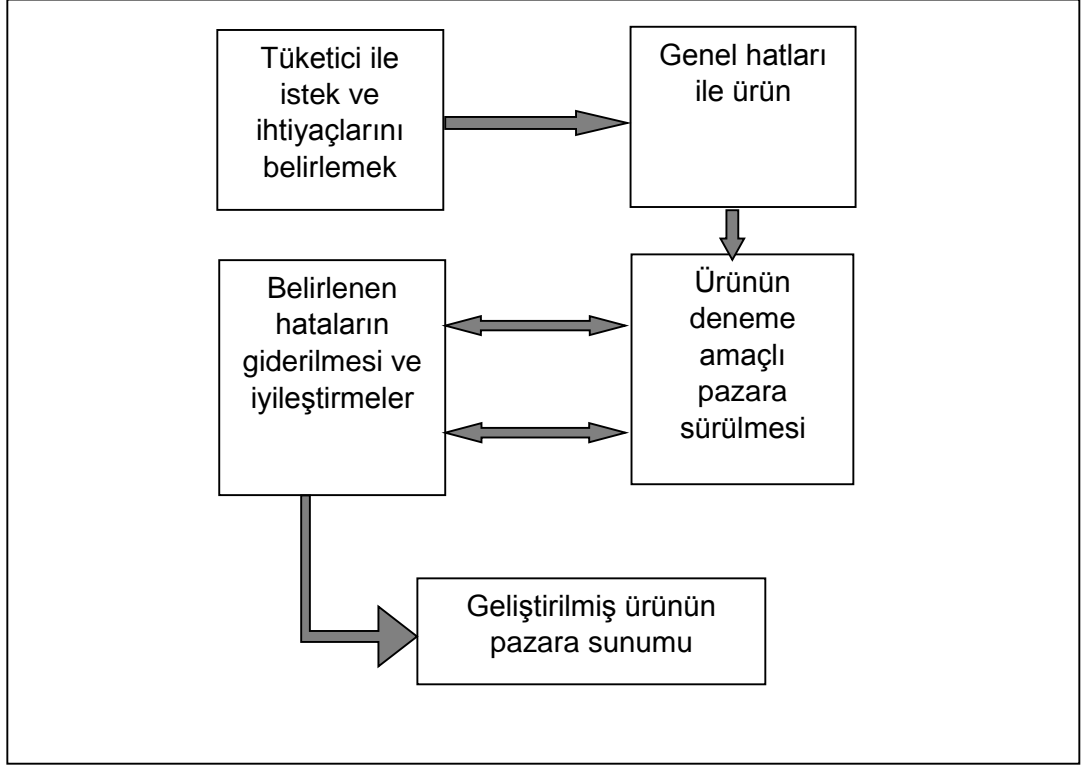 Tüketici ile
istek ve
ihtiyaçlarını
belirlemek
Genel hatları
ile ürün
Ürünün
deneme
amaçlı
pazara
sürülmesi
Belirlenen
hataların
giderilmesi ve
iyileştirmeler
Geliştirilmiş ürünün
pazara sunumu